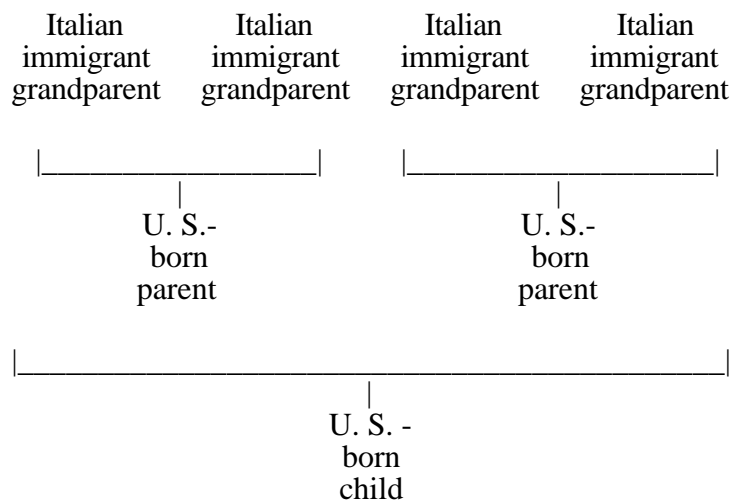 Italian Italian Italian Italian
immigrant immigrant immigrant immigrant
grandparent grandparent grandparent grandparent
U. S.- U. S.-
born born
parent parent
U. S. -
born
child